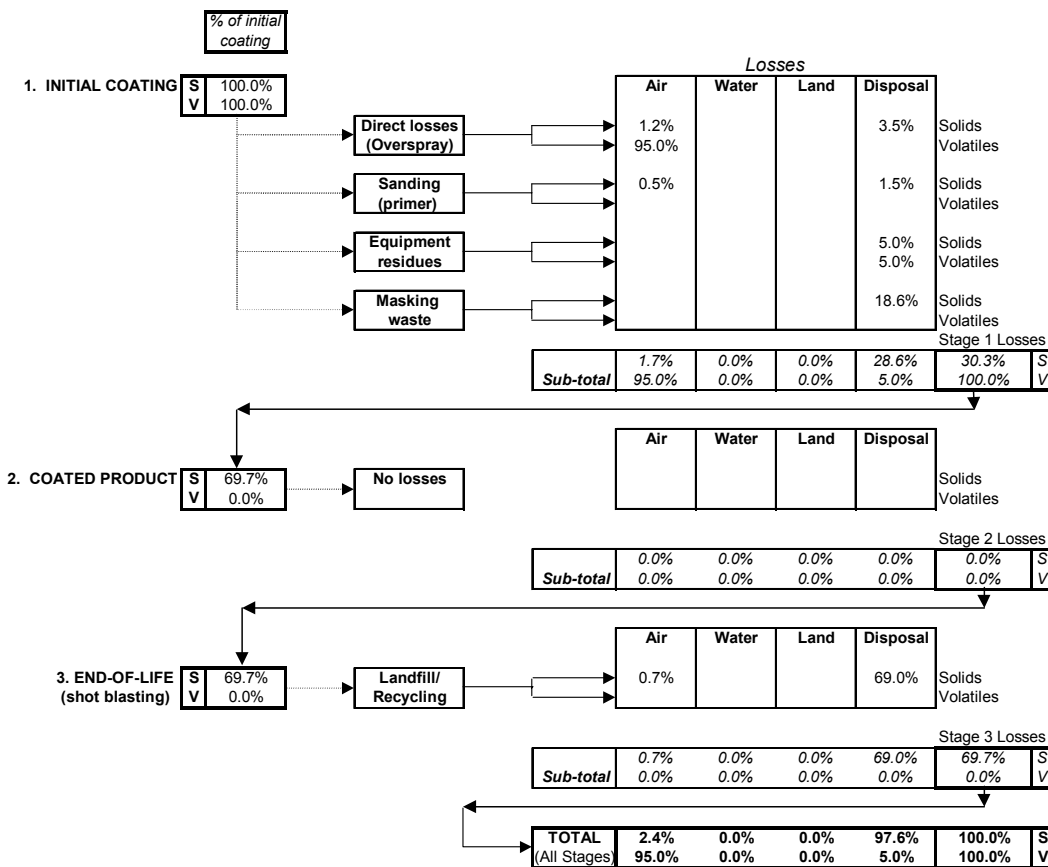 % of initial
coating
Losses
1. INITIAL COATING S 100.0%
V 100.0%
Air Water Land Disposal
Direct losses 1.2% 3.5% Solids
(Overspray) 95.0% Volatiles
Sanding 0.5% 1.5% Solids
(primer) Volatiles
Equipment 5.0% Solids
residues 5.0% Volatiles
Masking 18.6% Solids
waste Volatiles
Stage 1 Losses
1.7% 0.0% 0.0% 28.6% 30.3% S
Sub-total 95.0% 0.0% 0.0% 5.0% 100.0% V
Air Water Land Disposal
2. COATED PRODUCT S 69.7% No losses Solids
V 0.0% Volatiles
Stage 2 Losses
0.0% 0.0% 0.0% 0.0% 0.0% S
Sub-total 0.0% 0.0% 0.0% 0.0% 0.0% V
Air Water Land Disposal
3. END-OF-LIFE S 69.7% Landfill/ 0.7% 69.0% Solids
(shot blasting) V 0.0% Recycling Volatiles
Stage 3 Losses
0.7% 0.0% 0.0% 69.0% 69.7% S
Sub-total 0.0% 0.0% 0.0% 0.0% 0.0% V
TOTAL 2.4% 0.0% 0.0% 97.6% 100.0% S
(All Stages) 95.0% 0.0% 0.0% 5.0% 100.0% V